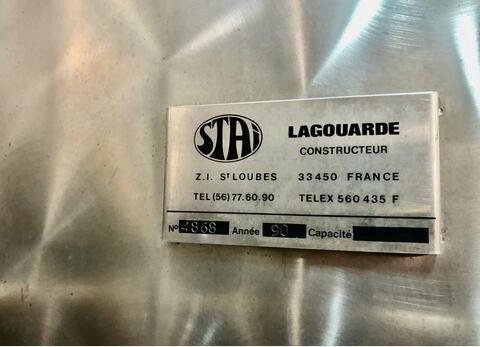 STAi
LAGOUARDE
CONSTRUCTEUR
Z.I. St LOUBES 33450 FRANCE
TEL (56) 77.60.90 TELEX 560 435 F
No 4868 Année 90 Capacité